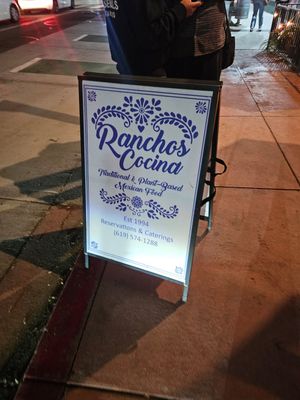 Ranchos
Cocina
Traditional & Plant-Based
Mexican Food
Est 1994
Reservations & Caterings
(619) 574-1288